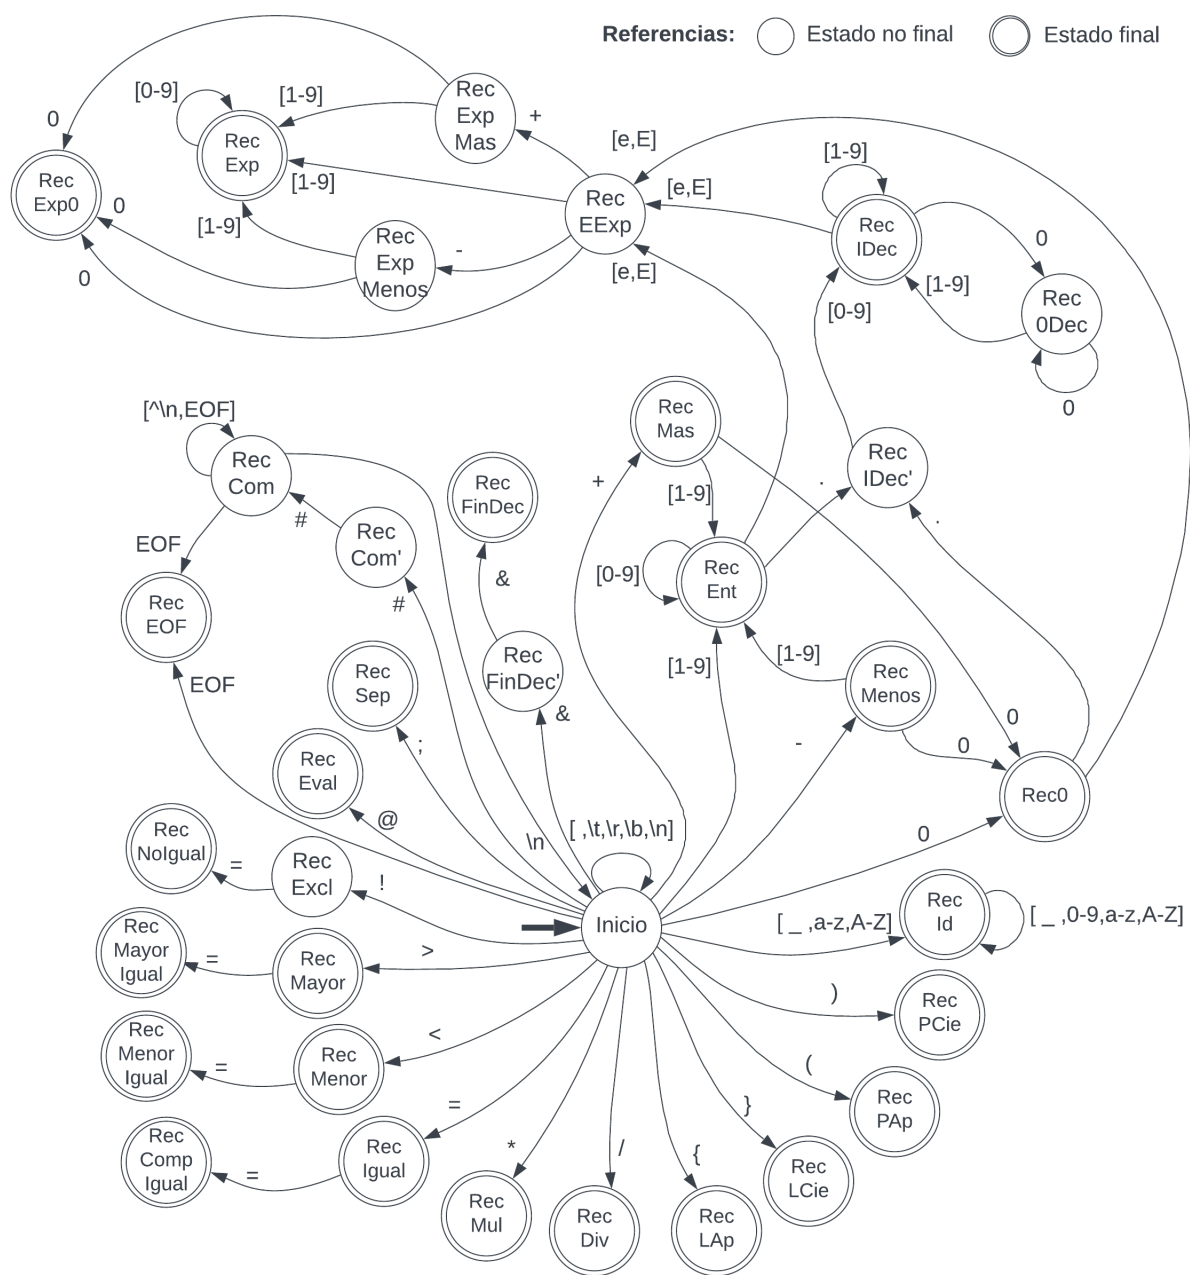 Referencias:
Estado no final
Estado final
Rec
Exp
Mas
[0-9]
[1-9]
0
+
Rec
Exp
[e,E]
[1-9]
Rec
Exp0
0
[1-9]
[1-9]
Rec
EExp
[e,E]
Rec
IDec
0
Rec
Exp
Menos
-
0
[e,E]
[1-9]
Rec
0Dec
[0-9]
0
[^\n,EOF]
Rec
Mas
Rec
Com
Rec
FinDec
+
[1-9]
.
Rec
IDec'
#
Rec
Com'
.
EOF
&
[0-9]
Rec
Ent
Rec
EOF
#
[1-9]
[1-9]
Rec
FinDec'
EOF
Rec
Sep
Rec
Menos
&
0
;
-
0
Rec
Eval
Rec0
@
\n
[ ,\t,\r,\b,\n]
0
Rec
NoIgual
=
Rec
Excl
!
Inicio
[ _ ,a-z,A-Z]
Rec
Id
[ _ ,0-9,a-z,A-Z]
Rec
Mayor
Igual
=
Rec
Mayor
>
)
Rec
PCie
Rec
Menor
Igual
=
Rec
Menor
<
(
Rec
PAp
=
}
Rec
Comp
Igual
=
Rec
Igual
*
/
{
Rec
LCie
Rec
Mul
Rec
Div
Rec
LAp